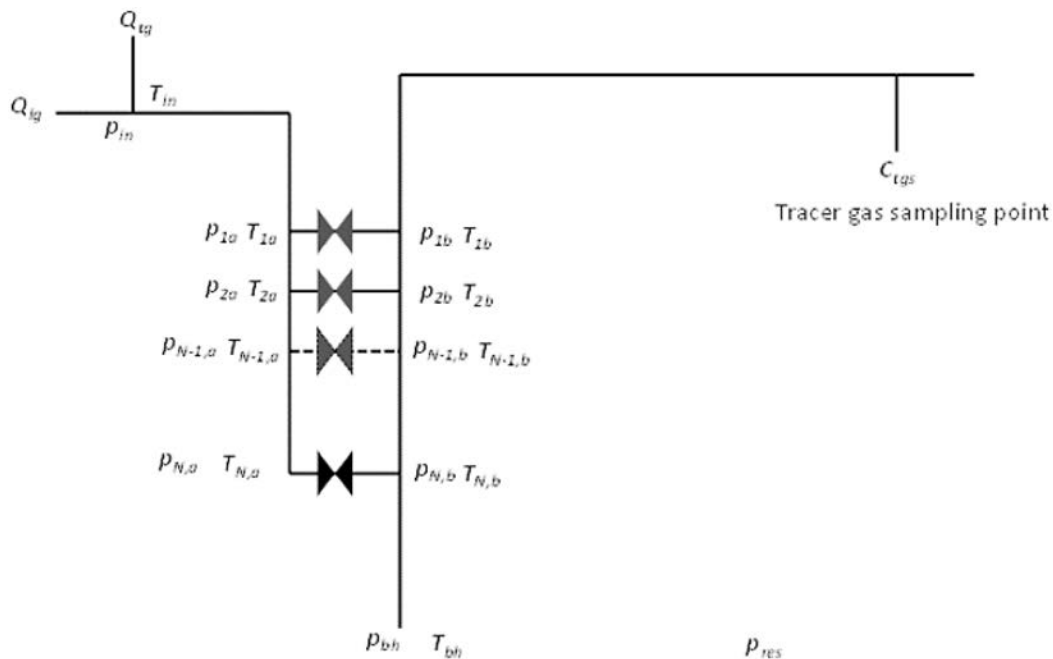 Q_tg
Q_ig
T_in
p_in
C_tgs
Tracer gas sampling point
p_1a T_1a
p_1b T_1b
p_2a T_2a
p_2b T_2b
p_N-1,a T_N-1,a
p_N-1,b T_N-1,b
p_N,a T_N,a
p_N,b T_N,b
p_bh T_bh
p_res